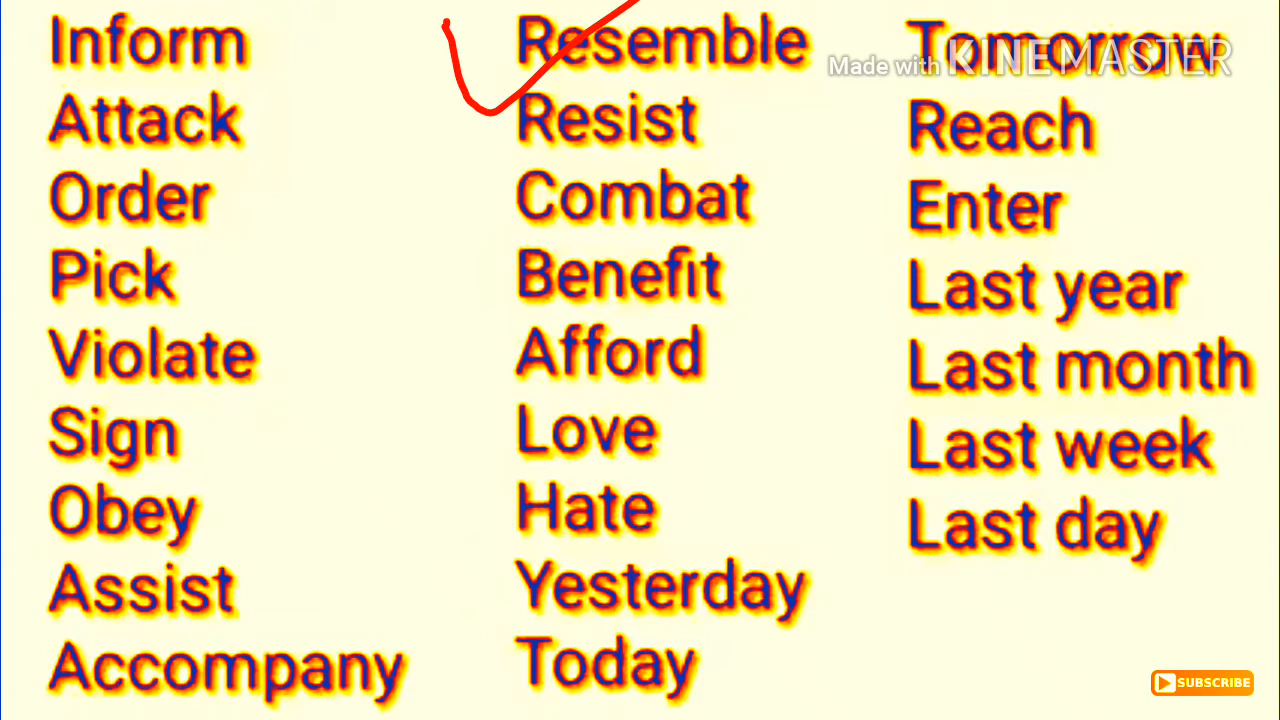 Inform
Attack
Order
Pick
Violate
Sign
Obey
Assist
Accompany
Resemble
Resist
Combat
Benefit
Afford
Love
Hate
Yesterday
Today
Tomorrow
Reach
Enter
Last year
Last month
Last week
Last day
Made with KINEMASTER
SUBSCRIBE